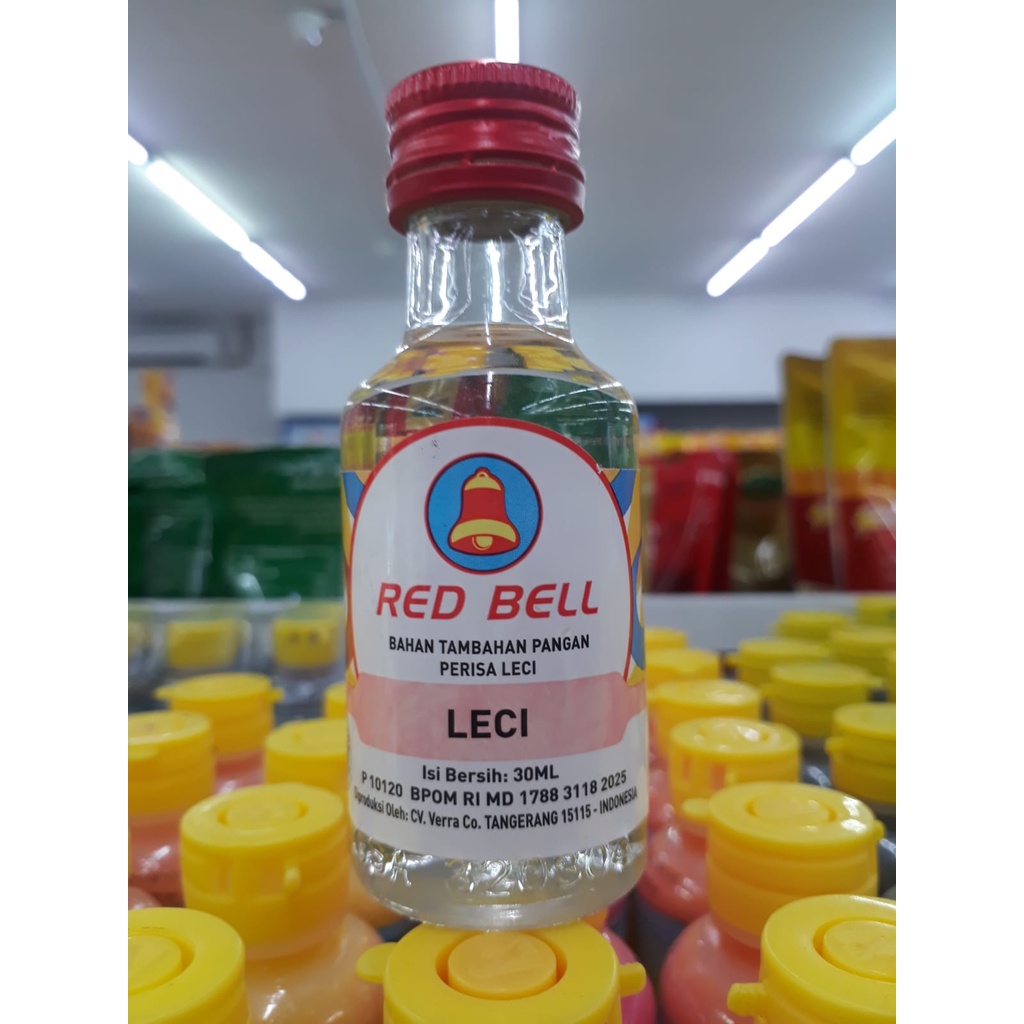 RED BELL
BAHAN TAMBAHAN PANGAN
PERISA LECI
LECI
Isi Bersih: 30ML
P 10120 BPOM RI MD 1788 3118 2025
Diproduksi Oleh: CV. Verra Co. TANGERANG 15115 - INDONESIA